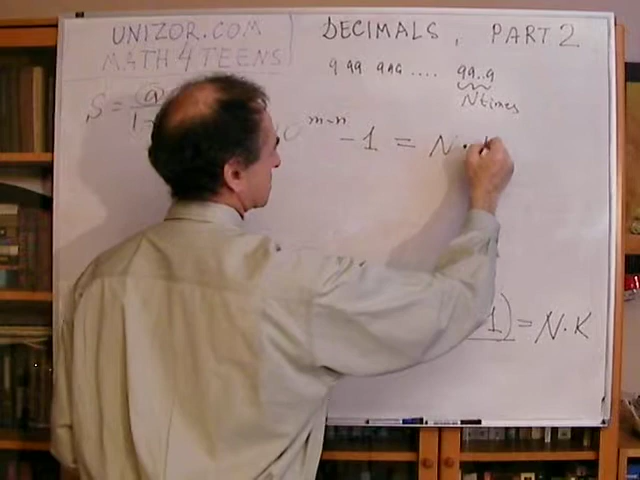 UNIZOR.COM
MATH 4 TEENS
DECIMALS, PART 2
9 99 999 .... 99..9
N times
S =
m-n
- 1 = N ·
1) = N · K